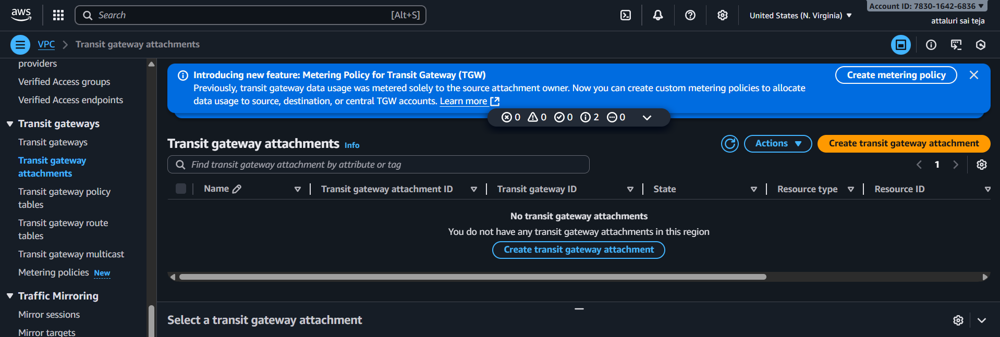 aws
Search
[Alt+S]
United States (N. Virginia)
Account ID: 7830-1642-6836
attaluri sai teja
VPC
Transit gateway attachments
providers
Verified Access groups
Verified Access endpoints
Transit gateways
Transit gateways
Transit gateway
attachments
Transit gateway policy
tables
Transit gateway route
tables
Transit gateway multicast
Metering policies New
Traffic Mirroring
Mirror sessions
Mirror targets
Introducing new feature: Metering Policy for Transit Gateway (TGW)
Previously, transit gateway data usage was metered solely to the source attachment owner. Now you can create custom metering policies to allocate
data usage to source, destination, or central TGW accounts. Learn more
Create metering policy
0 0 0 2 0
Transit gateway attachments Info
Actions
Create transit gateway attachment
Find transit gateway attachment by attribute or tag
1
Name
Transit gateway attachment ID
Transit gateway ID
State
Resource type
Resource ID
No transit gateway attachments
You do not have any transit gateway attachments in this region
Create transit gateway attachment
Select a transit gateway attachment